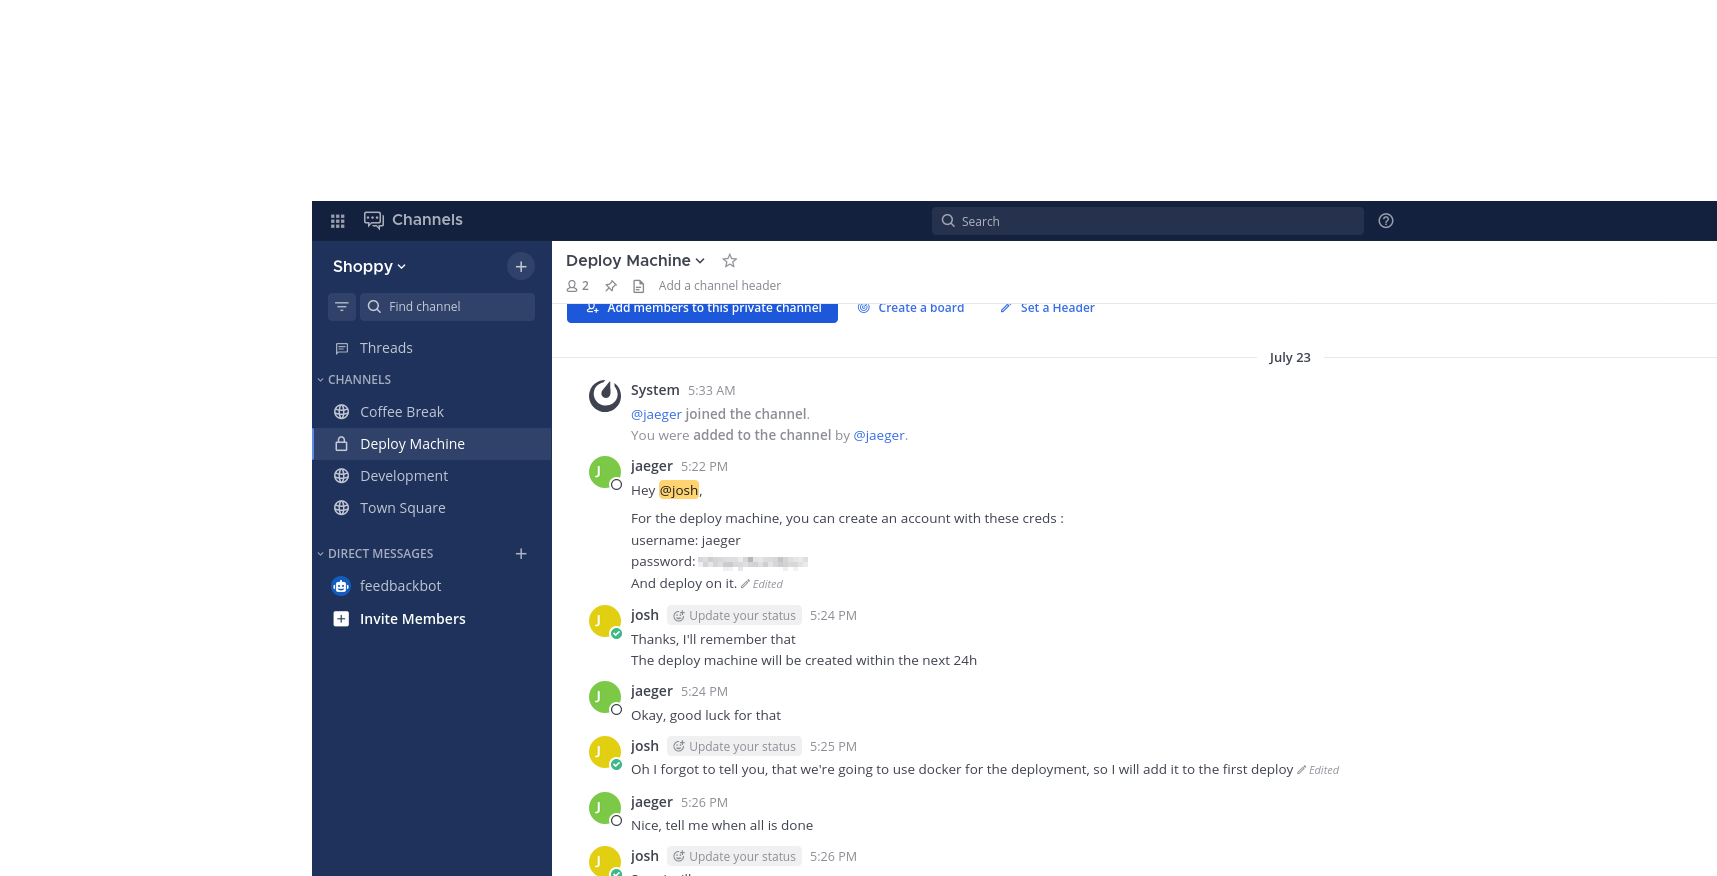 Channels
Search
Shoppy
Find channel
Threads
CHANNELS
Coffee Break
Deploy Machine
Development
Town Square
DIRECT MESSAGES
feedbackbot
Invite Members
Deploy Machine
2 Add a channel header
Add members to this private channel Create a board Set a Header
July 23
System 5:33 AM
@jaeger joined the channel.
You were added to the channel by @jaeger.
J
jaeger 5:22 PM
Hey @josh,
For the deploy machine, you can create an account with these creds :
username: jaeger
password:
And deploy on it. Edited
J
josh Update your status 5:24 PM
Thanks, I'll remember that
The deploy machine will be created within the next 24h
J
jaeger 5:24 PM
Okay, good luck for that
J
josh Update your status 5:25 PM
Oh I forgot to tell you, that we're going to use docker for the deployment, so I will add it to the first deploy Edited
J
jaeger 5:26 PM
Nice, tell me when all is done
J
josh Update your status 5:26 PM